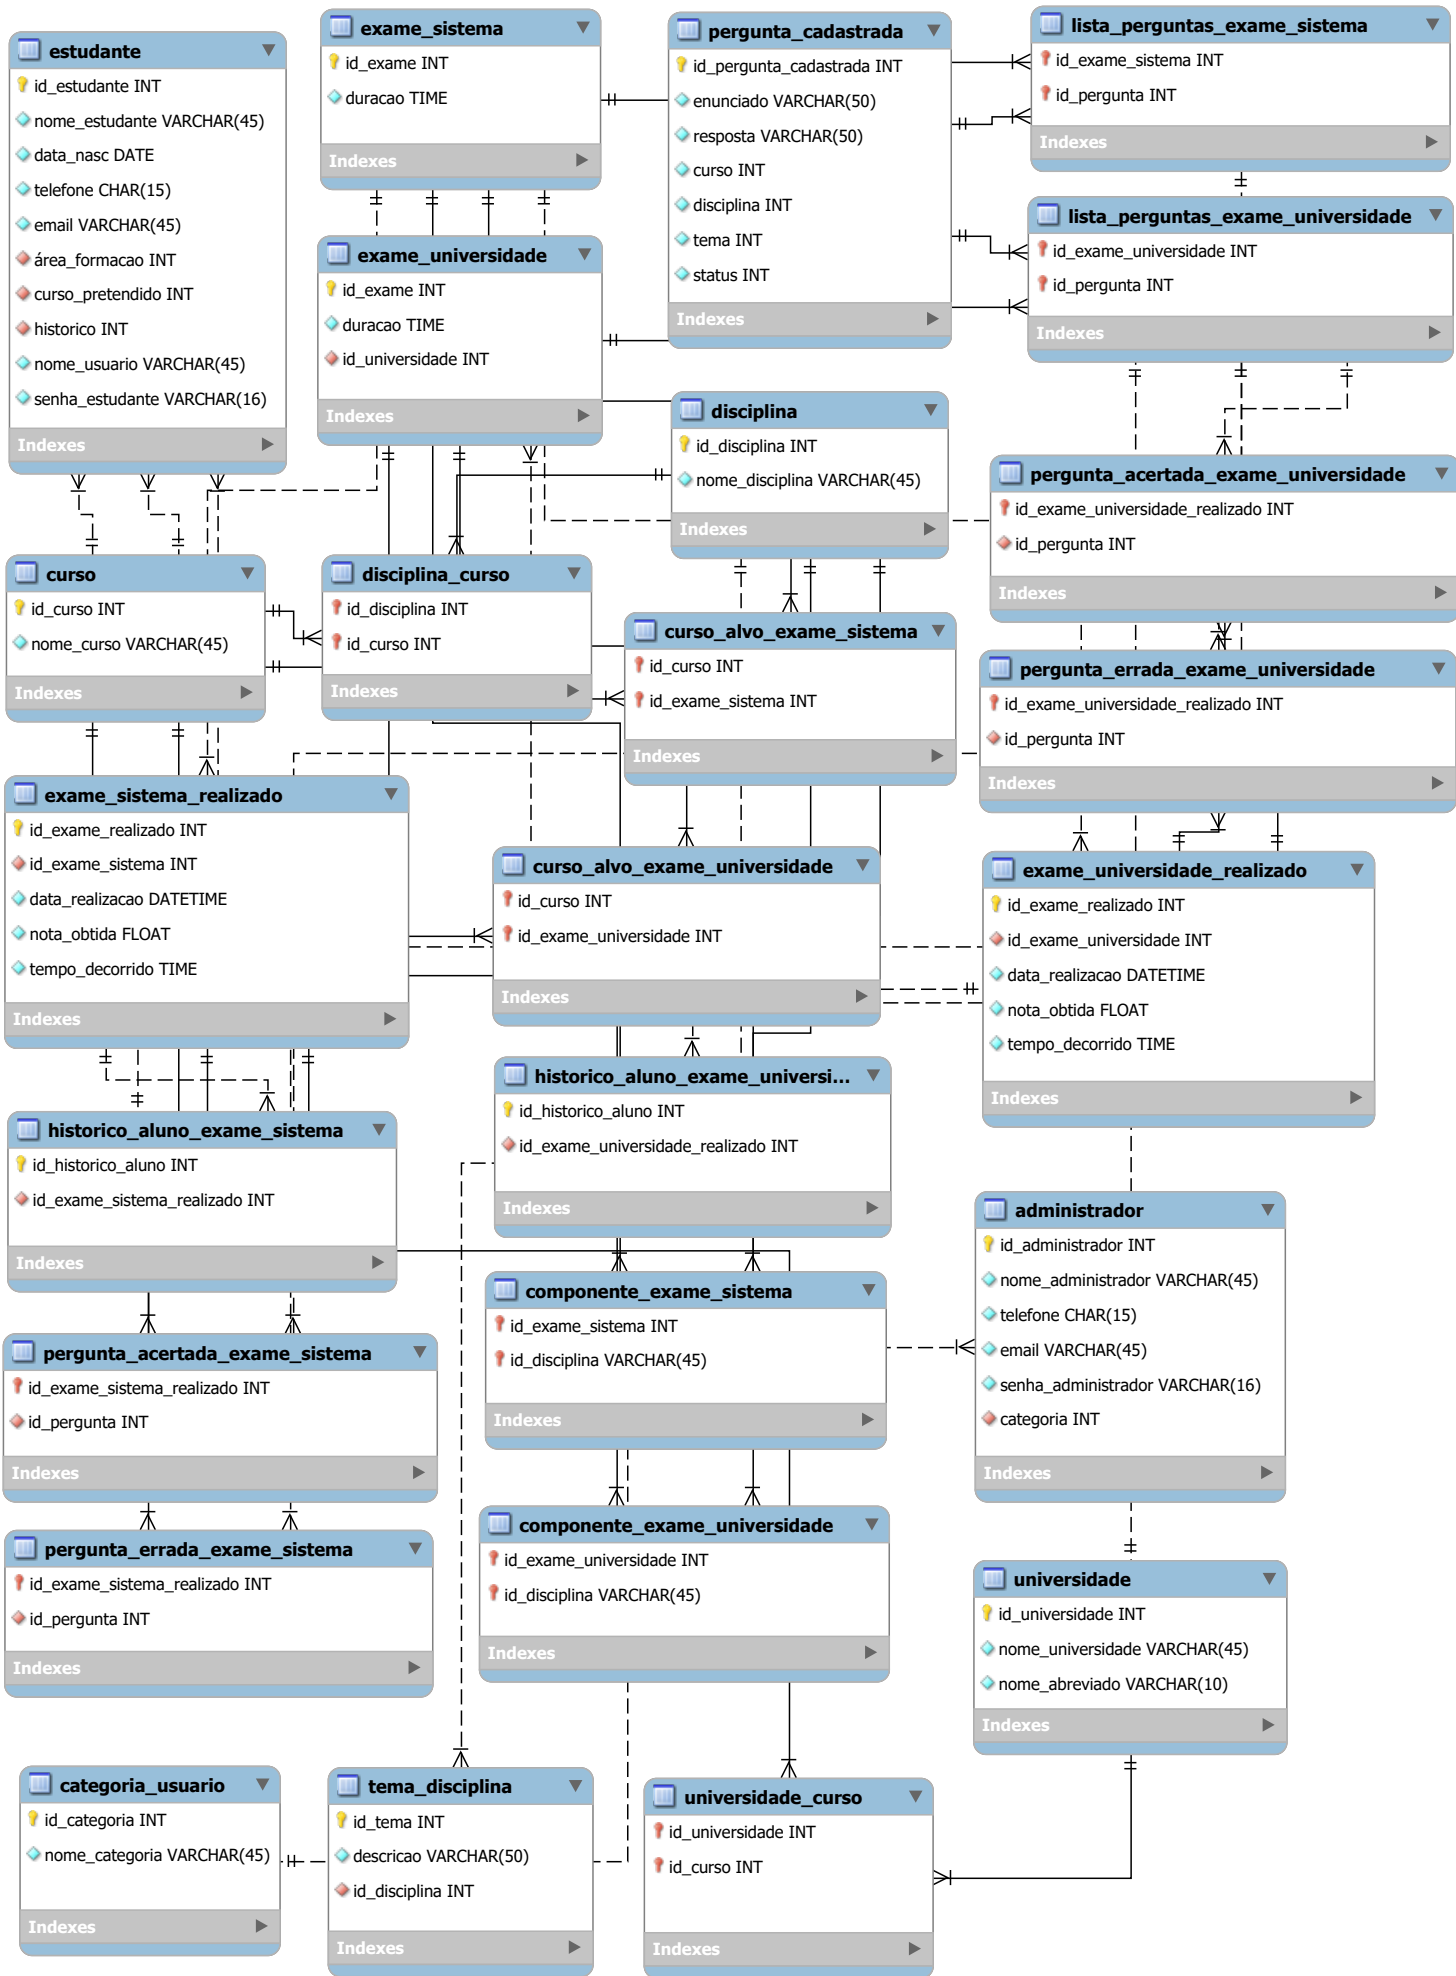 estudante
id_estudante INT
nome_estudante VARCHAR(45)
data_nasc DATE
telefone CHAR(15)
email VARCHAR(45)
área_formacao INT
curso_pretendido INT
historico INT
nome_usuario VARCHAR(45)
senha_estudante VARCHAR(16)
Indexes
exame_sistema
id_exame INT
duracao TIME
Indexes
pergunta_cadastrada
id_pergunta_cadastrada INT
enunciado VARCHAR(50)
resposta VARCHAR(50)
curso INT
disciplina INT
tema INT
status INT
Indexes
lista_perguntas_exame_sistema
id_exame_sistema INT
id_pergunta INT
Indexes
lista_perguntas_exame_universidade
id_exame_universidade INT
id_pergunta INT
Indexes
exame_universidade
id_exame INT
duracao TIME
id_universidade INT
Indexes
disciplina
id_disciplina INT
nome_disciplina VARCHAR(45)
Indexes
pergunta_acertada_exame_universidade
id_exame_universidade_realizado INT
id_pergunta INT
Indexes
curso
id_curso INT
nome_curso VARCHAR(45)
Indexes
disciplina_curso
id_disciplina INT
id_curso INT
Indexes
curso_alvo_exame_sistema
id_curso INT
id_exame_sistema INT
Indexes
pergunta_errada_exame_universidade
id_exame_universidade_realizado INT
id_pergunta INT
Indexes
exame_sistema_realizado
id_exame_realizado INT
id_exame_sistema INT
data_realizacao DATETIME
nota_obtida FLOAT
tempo_decorrido TIME
Indexes
curso_alvo_exame_universidade
id_curso INT
id_exame_universidade INT
Indexes
exame_universidade_realizado
id_exame_realizado INT
id_exame_universidade INT
data_realizacao DATETIME
nota_obtida FLOAT
tempo_decorrido TIME
Indexes
historico_aluno_exame_sistema
id_historico_aluno INT
id_exame_sistema_realizado INT
Indexes
historico_aluno_exame_universi...
id_historico_aluno INT
id_exame_universidade_realizado INT
Indexes
administrador
id_administrador INT
nome_administrador VARCHAR(45)
telefone CHAR(15)
email VARCHAR(45)
senha_administrador VARCHAR(16)
categoria INT
Indexes
pergunta_acertada_exame_sistema
id_exame_sistema_realizado INT
id_pergunta INT
Indexes
componente_exame_sistema
id_exame_sistema INT
id_disciplina VARCHAR(45)
Indexes
pergunta_errada_exame_sistema
id_exame_sistema_realizado INT
id_pergunta INT
Indexes
componente_exame_universidade
id_exame_universidade INT
id_disciplina VARCHAR(45)
Indexes
universidade
id_universidade INT
nome_universidade VARCHAR(45)
nome_abreviado VARCHAR(10)
Indexes
categoria_usuario
id_categoria INT
nome_categoria VARCHAR(45)
Indexes
tema_disciplina
id_tema INT
descricao VARCHAR(50)
id_disciplina INT
Indexes
universidade_curso
id_universidade INT
id_curso INT
Indexes